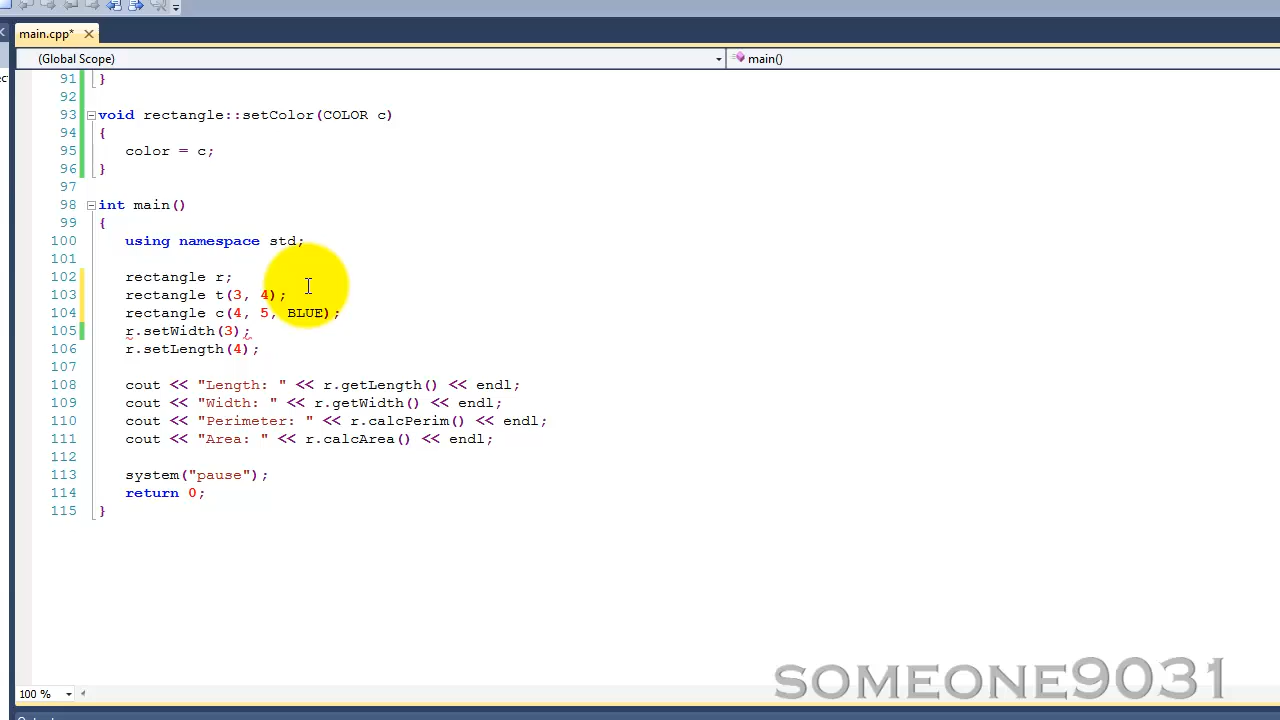 main.cpp*
(Global Scope)
main()
91 }
92
93 void rectangle::setColor(COLOR c)
94 {
95 color = c;
96 }
97
98 int main()
99 {
100 using namespace std;
101
102 rectangle r;
103 rectangle t(3, 4);
104 rectangle c(4, 5, BLUE);
105 r.setWidth(3);
106 r.setLength(4);
107
108 cout << "Length: " << r.getLength() << endl;
109 cout << "Width: " << r.getWidth() << endl;
110 cout << "Perimeter: " << r.calcPerim() << endl;
111 cout << "Area: " << r.calcArea() << endl;
112
113 system("pause");
114 return 0;
115 }
SOMEONE9031
100 %